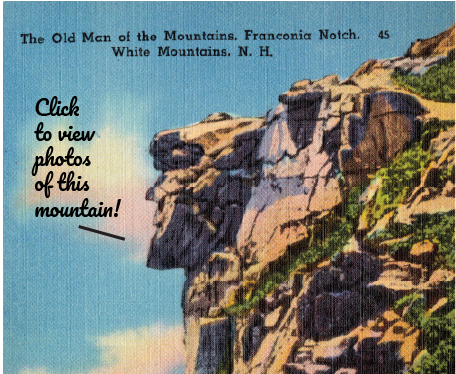 The Old Man of the Mountains, Franconia Notch. 45
White Mountains, N. H.
Click
to view
photos
of this
mountain!